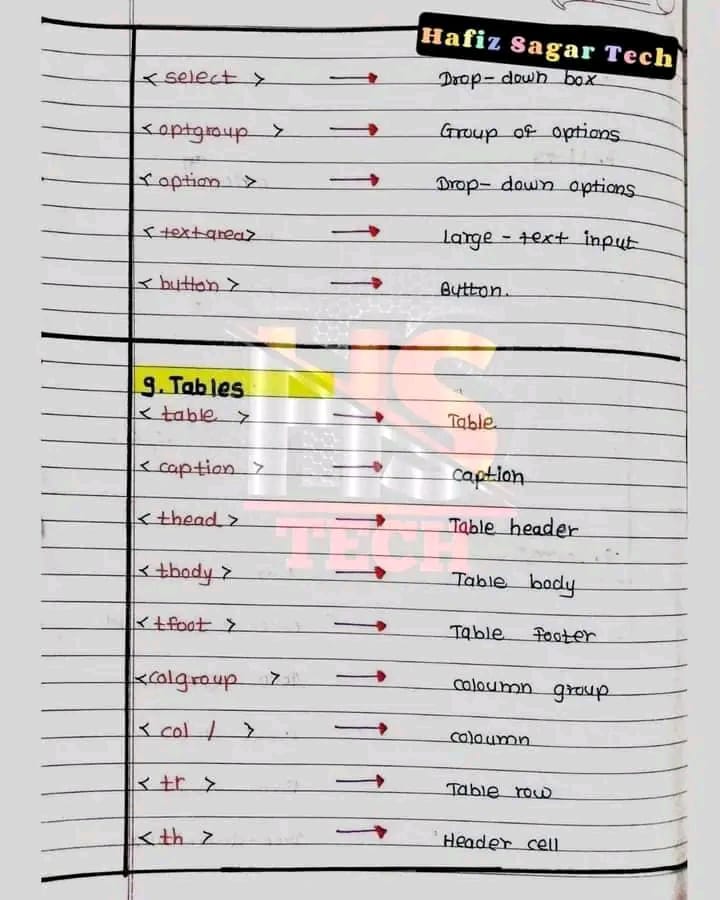 Hafiz Sagar Tech
< select > → Drop-down box
< optgroup > → Group of options
< option > → Drop-down options
< textarea> → Large-text input
< button > → Button.
HS
TECH
9. Tables
< table > → Table
< caption > → caption
< thead > → Table header
< tbody > → Table body
< tfoot > → Table footer
<colgroup > → coloumn group
< col / > → coloumn
< tr > → Table row
< th > → Header cell